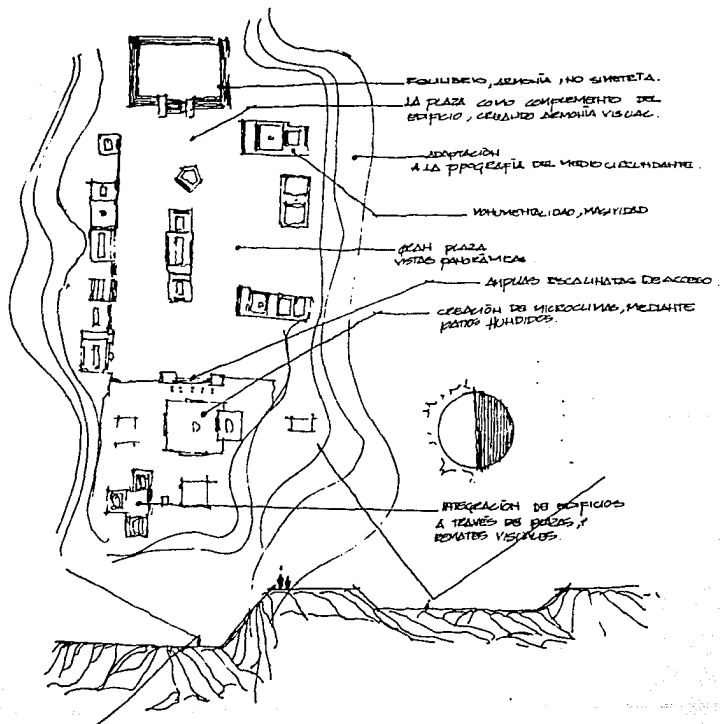 EQUILIBRIO, ARMONÍA, NO SIMETRÍA.
LA PLAZA COMO COMPLEMENTO DEL
EDIFICIO, CREANDO ARMONÍA VISUAL.
ADAPTACIÓN
A LA TOPOGRAFÍA DEL MEDIO CIRCUNDANTE.
MONUMENTALIDAD, MASIVIDAD
GRAN PLAZA
VISTAS PANORÁMICAS
AMPLIAS ESCALINATAS DE ACCESO.
CREACIÓN DE MICROCLIMAS, MEDIANTE
PATIOS HUNDIDOS.
INTEGRACIÓN DE EDIFICIOS
A TRAVÉS DE PLAZAS, Y
REMATES VISUALES.